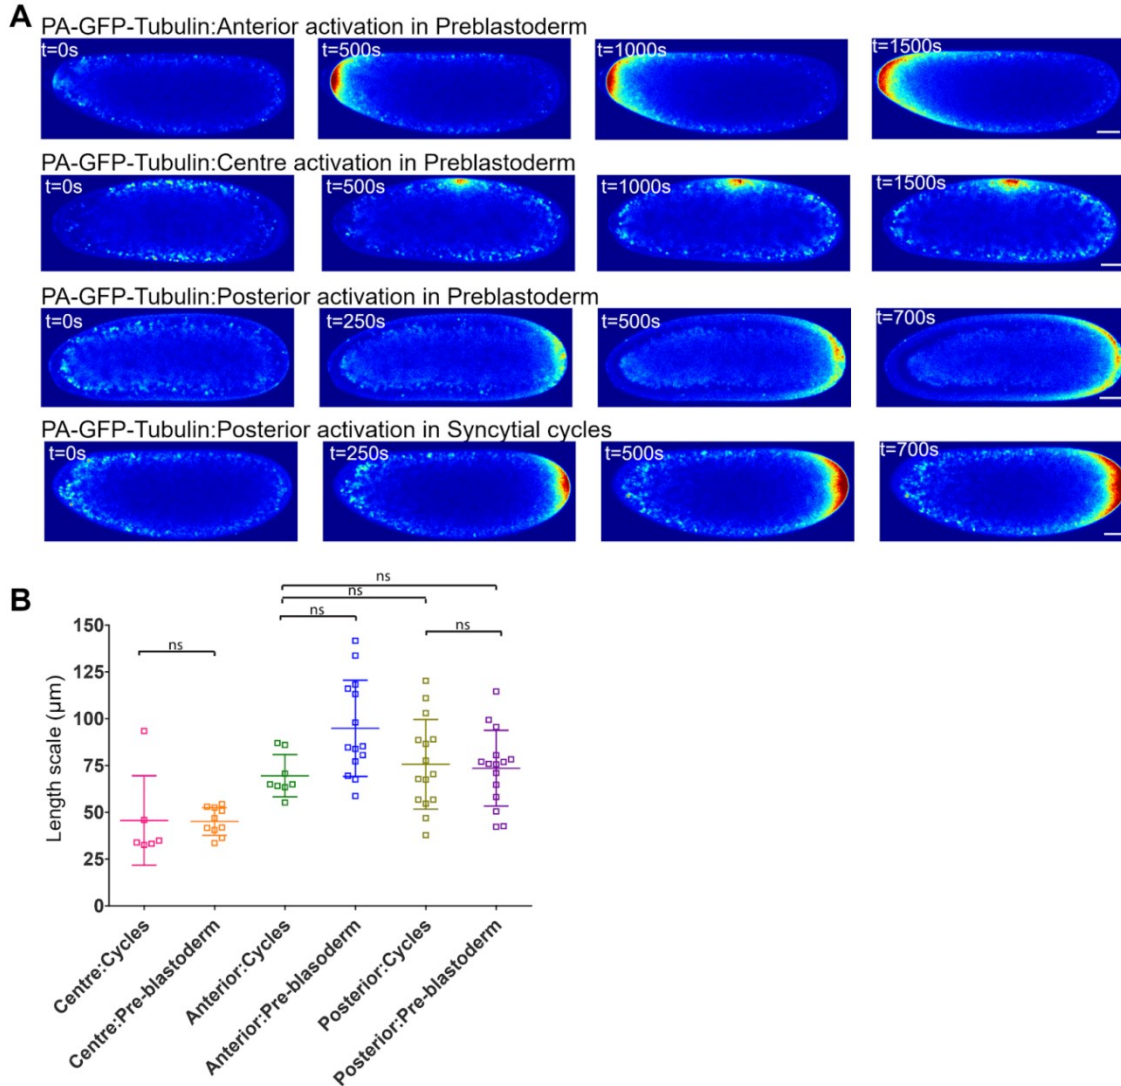 A
PA-GFP-Tubulin:Anterior activation in Preblastoderm
t=0s t=500s t=1000s t=1500s
PA-GFP-Tubulin:Centre activation in Preblastoderm
t=0s t=500s t=1000s t=1500s
PA-GFP-Tubulin:Posterior activation in Preblastoderm
t=0s t=250s t=500s t=700s
PA-GFP-Tubulin:Posterior activation in Syncytial cycles
t=0s t=250s t=500s t=700s
B
ns
ns
ns ns
ns
Length scale (µm)
150
125
100
75
50
25
0
Centre:Cycles
Centre:Pre-blastoderm
Anterior:Cycles
Anterior:Pre-blasoderm
Posterior:Cycles
Posterior:Pre-blastoderm